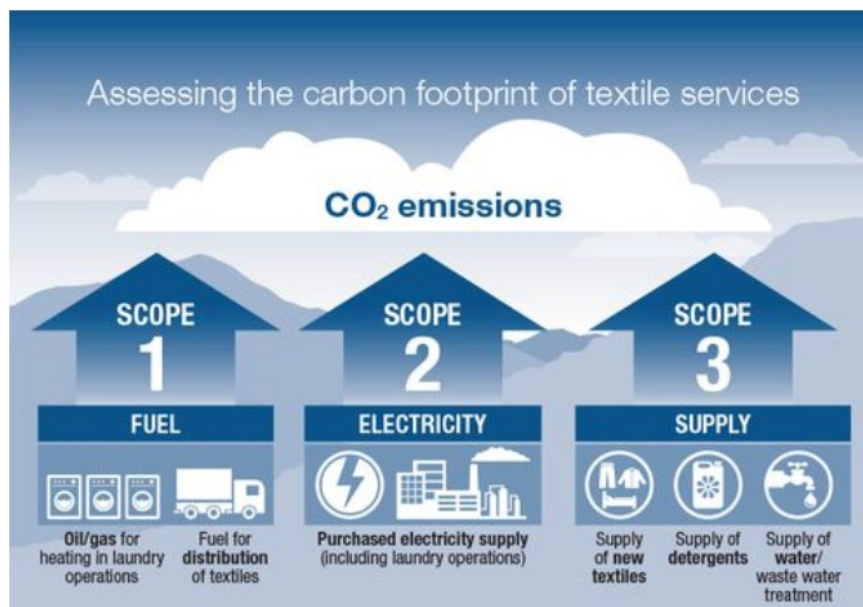 Assessing the carbon footprint of textile services
CO₂ emissions
SCOPE
1
SCOPE
2
SCOPE
3
FUEL
ELECTRICITY
SUPPLY
Oil/gas for
heating in laundry
operations
Fuel for
distribution
of textiles
Purchased electricity supply
(including laundry operations)
Supply
of new
textiles
Supply of
detergents
Supply of
water/
waste water
treatment